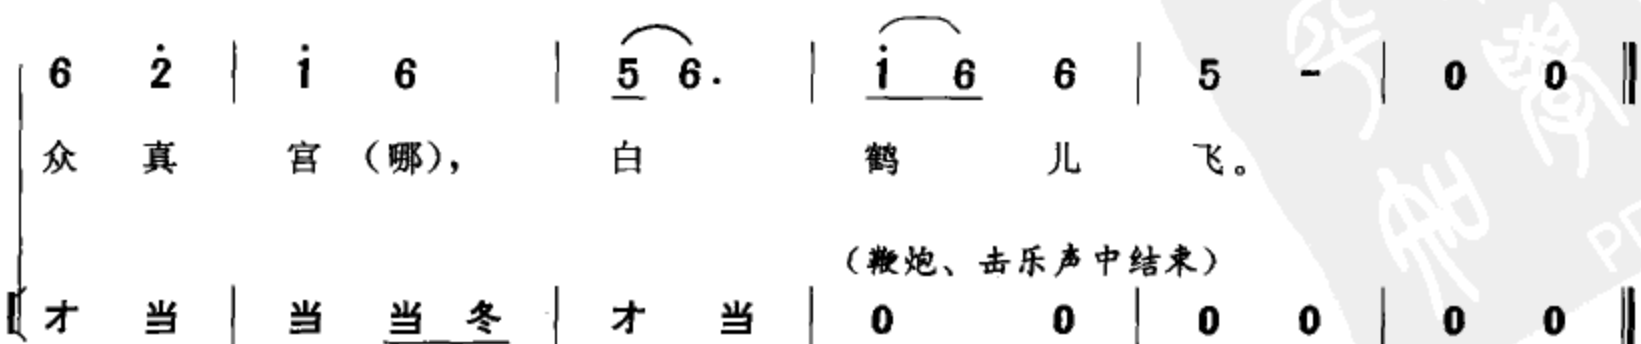 6 2̇ | 1̇ 6 | 5 6. | 1̇ 6 6 | 5 - | 0 0 ‖
众 真 宫 （哪）， 白 鹤 儿 飞。
（鞭炮、击乐声中结束）
才 当 | 当 当 冬 | 才 当 | 0 0 | 0 0 | 0 0 ‖